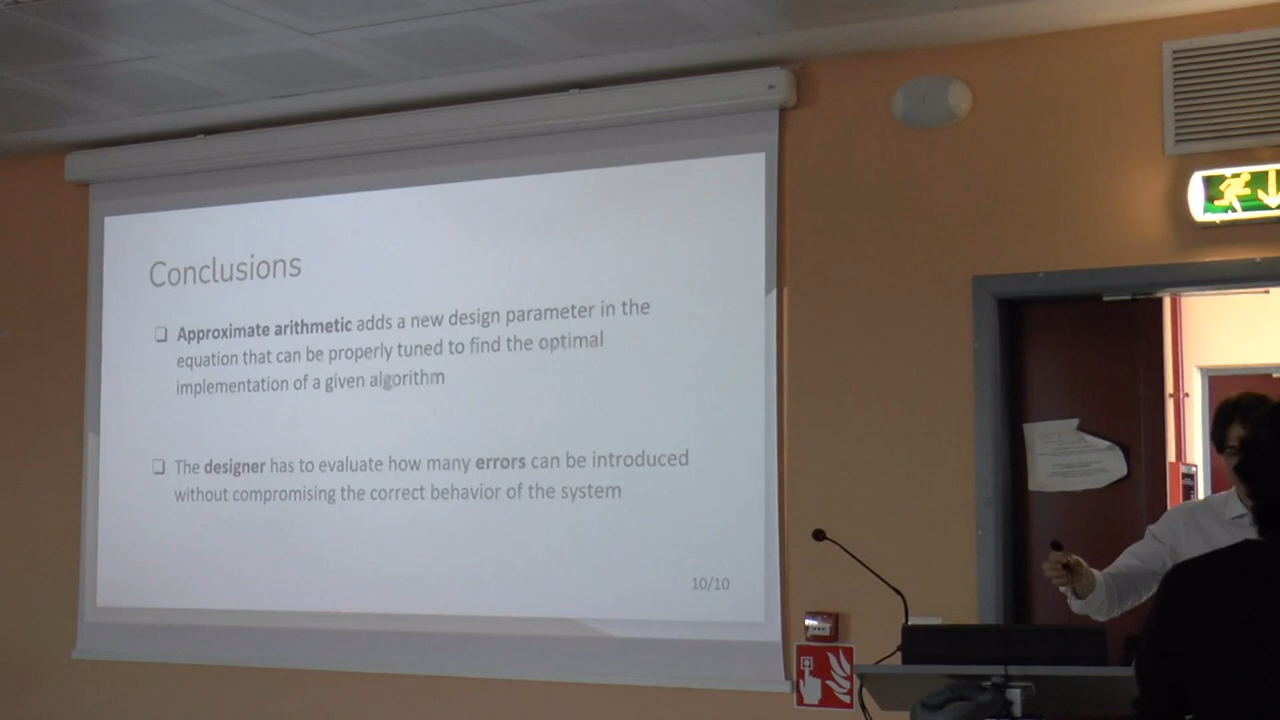 Conclusions
Approximate arithmetic adds a new design parameter in the
equation that can be properly tuned to find the optimal
implementation of a given algorithm
The designer has to evaluate how many errors can be introduced
without compromising the correct behavior of the system
10/10